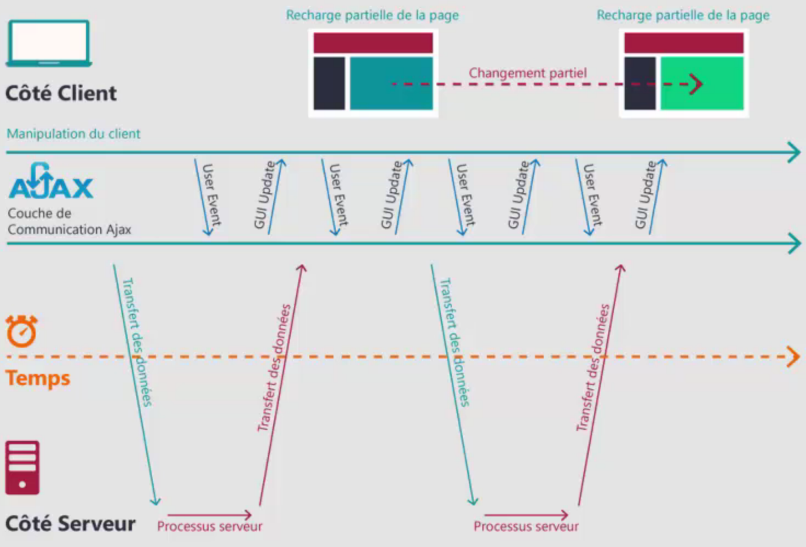 Recharge partielle de la page
Recharge partielle de la page
Changement partiel
Côté Client
Manipulation du client
AJAX
Couche de
Communication Ajax
User Event
GUI Update
User Event
GUI Update
User Event
GUI Update
User Event
GUI Update
Transfert des données
Transfert des données
Transfert des données
Transfert des données
Temps
Côté Serveur
Processus serveur
Processus serveur